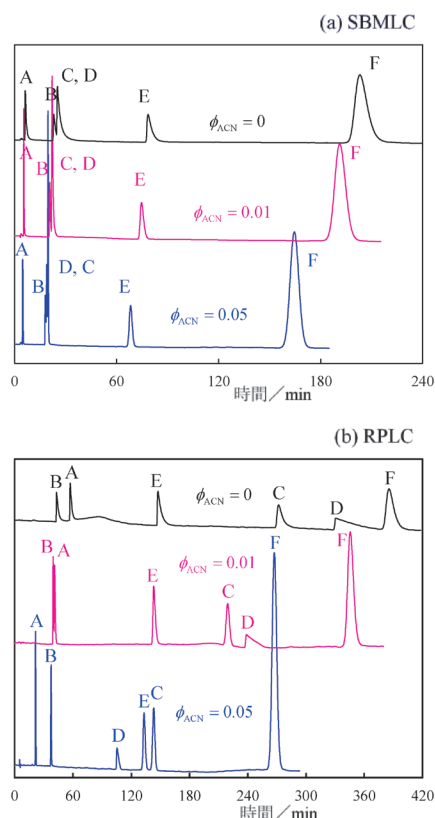 (a) SBMLC
A
B
C, D
E
F
ϕACN = 0
A
B
C, D
E
F
ϕACN = 0.01
A
B
D, C
E
F
ϕACN = 0.05
0 60 120 180 240
時間／min
(b) RPLC
B
A
E
C
D
F
ϕACN = 0
B
A
E
C
D
F
ϕACN = 0.01
A
B
D
E
C
F
ϕACN = 0.05
0 60 120 180 240 300 360 420
時間／min